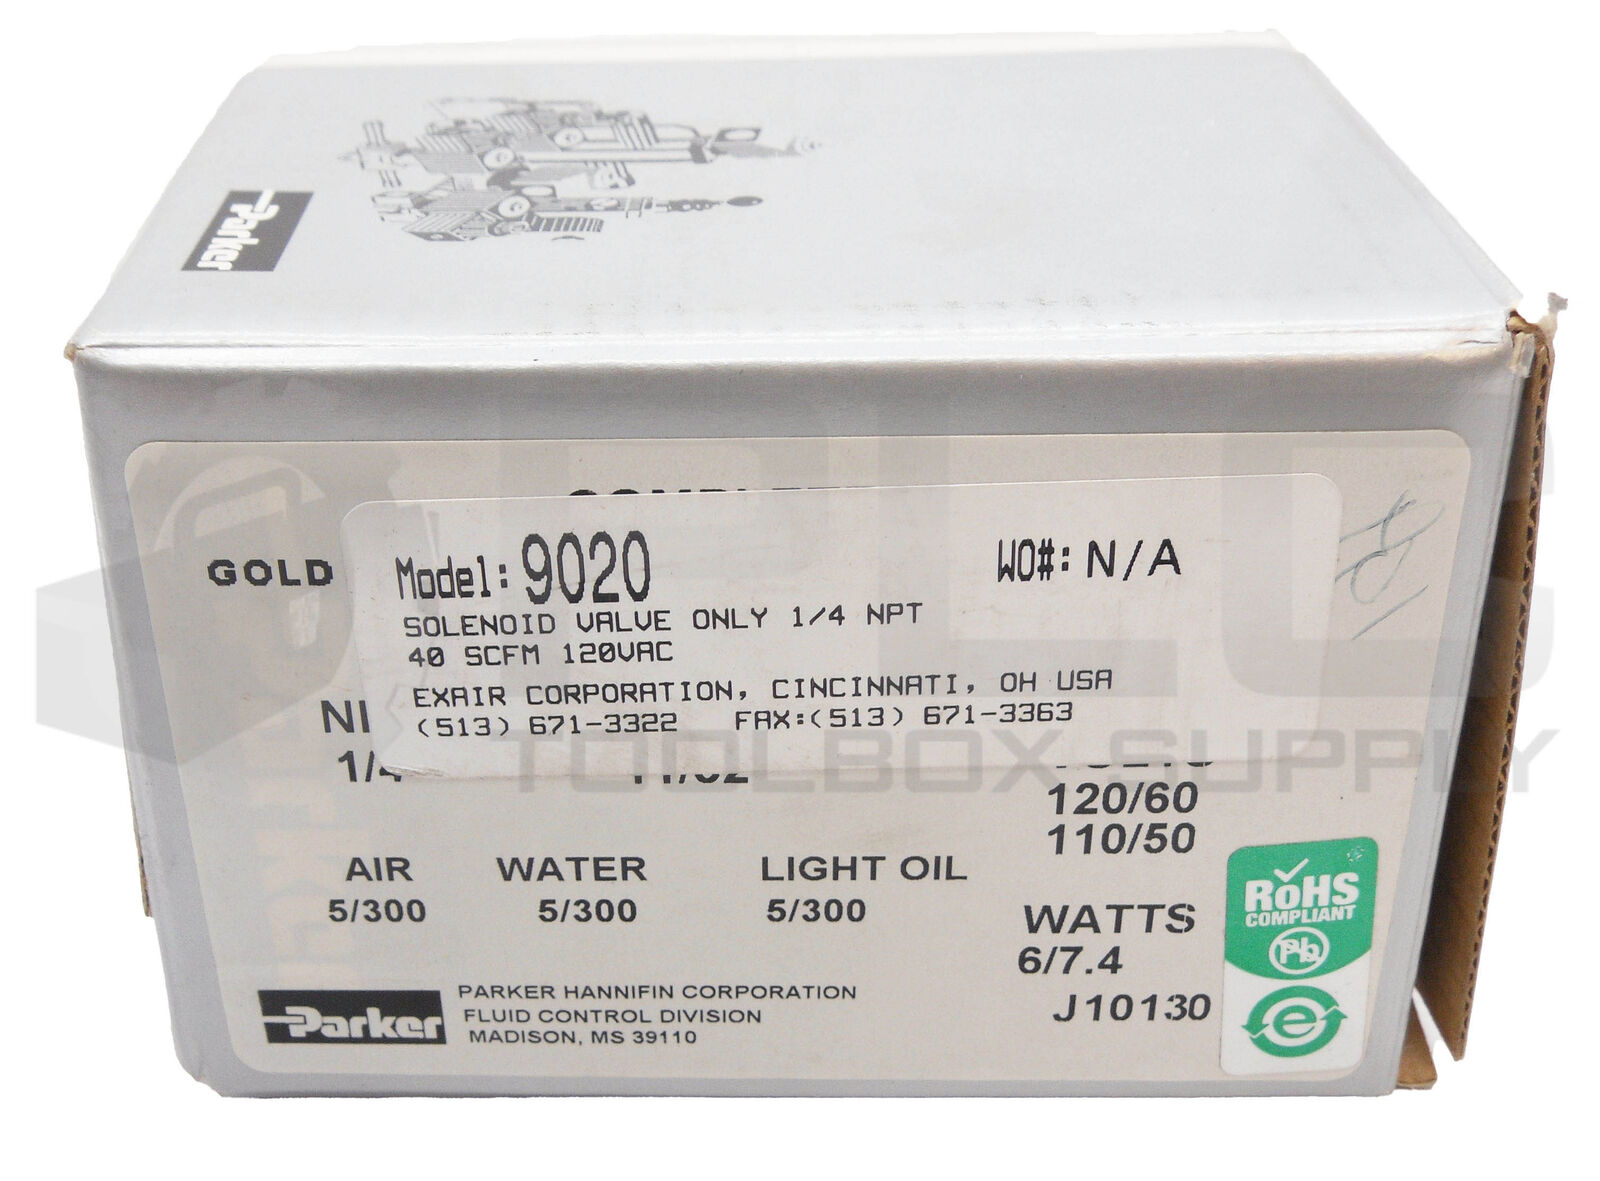 Parker
GOLD
Model: 9020
WO#: N/A
SOLENOID VALVE ONLY 1/4 NPT
40 SCFM 120VAC
EXAIR CORPORATION, CINCINNATI, OH USA
(513) 671-3322 FAX:(513) 671-3363
1/4
120/60
110/50
AIR WATER LIGHT OIL
5/300 5/300 5/300
WATTS
6/7.4
J10130
RoHS
COMPLIANT
Pb
e
Parker
PARKER HANNIFIN CORPORATION
FLUID CONTROL DIVISION
MADISON, MS 39110
PLC
TOOLBOX SUPPLY